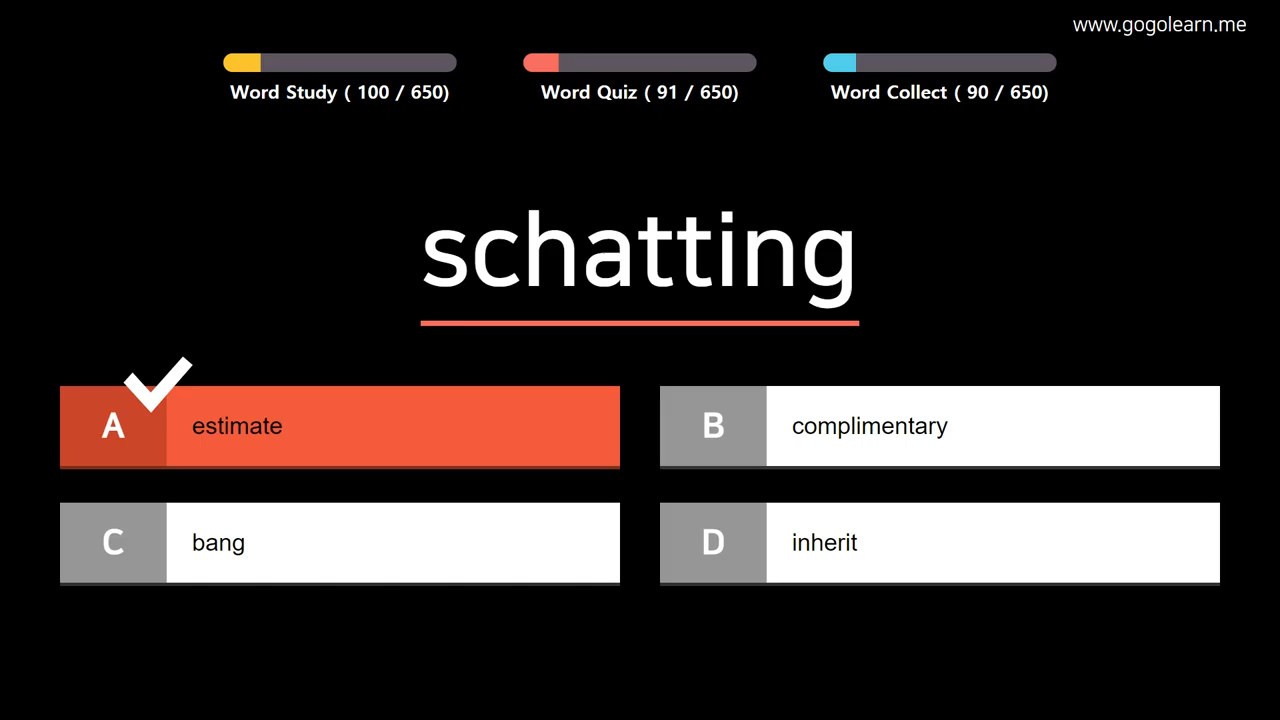 www.gogolearn.me
Word Study ( 100 / 650)
Word Quiz ( 91 / 650)
Word Collect ( 90 / 650)
schatting
A estimate
B complimentary
C bang
D inherit